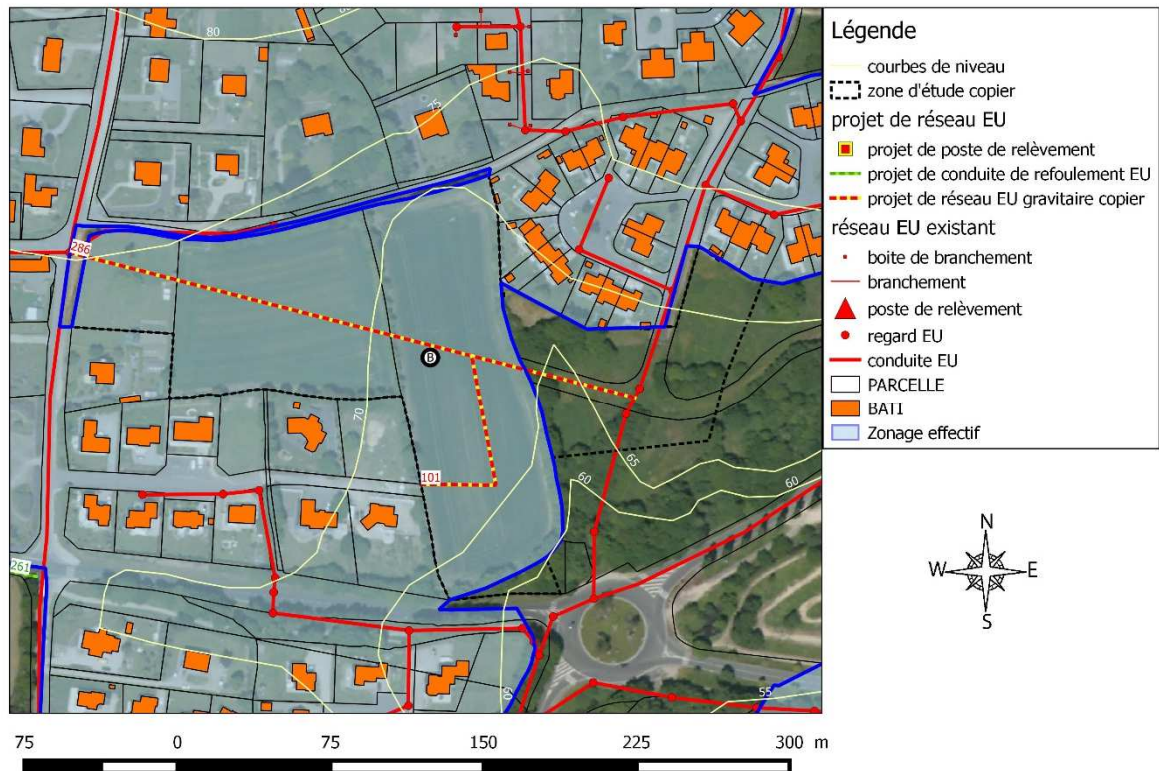 80
75
286
B
70
101
65
60
60
261
60
55
Légende
courbes de niveau
zone d'étude copier
projet de réseau EU
projet de poste de relèvement
projet de conduite de refoulement EU
projet de réseau EU gravitaire copier
réseau EU existant
boite de branchement
branchement
poste de relèvement
regard EU
conduite EU
PARCELLE
BATI
Zonage effectif
N
W E
S
75 0 75 150 225 300 m